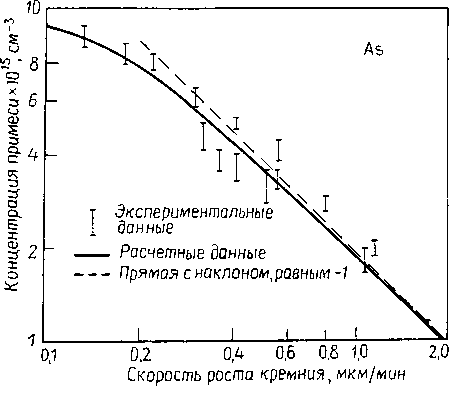 Концентрация примеси × 10¹⁵, см⁻³
10
8
6
4
2
1
As
Экспериментальные
данные
Расчетные данные
Прямая с наклоном, равным -1
0,1 0,2 0,4 0,6 0,8 1,0 2,0
Скорость роста кремния, мкм/мин